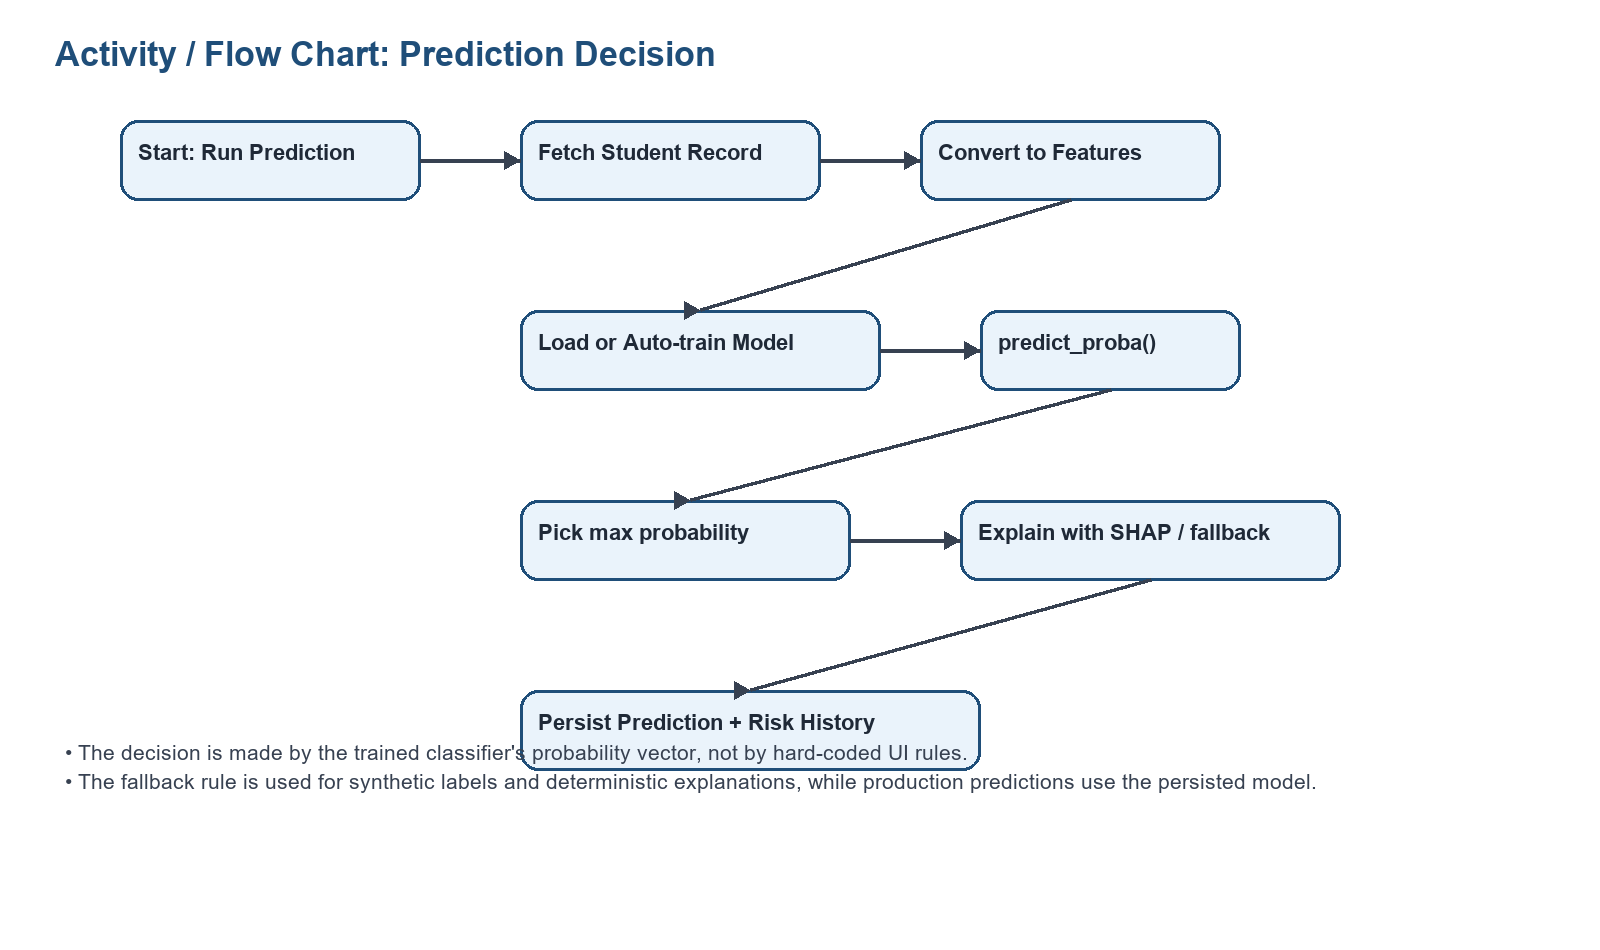 Activity / Flow Chart: Prediction Decision
Start: Run Prediction
Fetch Student Record
Convert to Features
Load or Auto-train Model
predict_proba()
Pick max probability
Explain with SHAP / fallback
Persist Prediction + Risk History
• The decision is made by the trained classifier's probability vector, not by hard-coded UI rules.
• The fallback rule is used for synthetic labels and deterministic explanations, while production predictions use the persisted model.